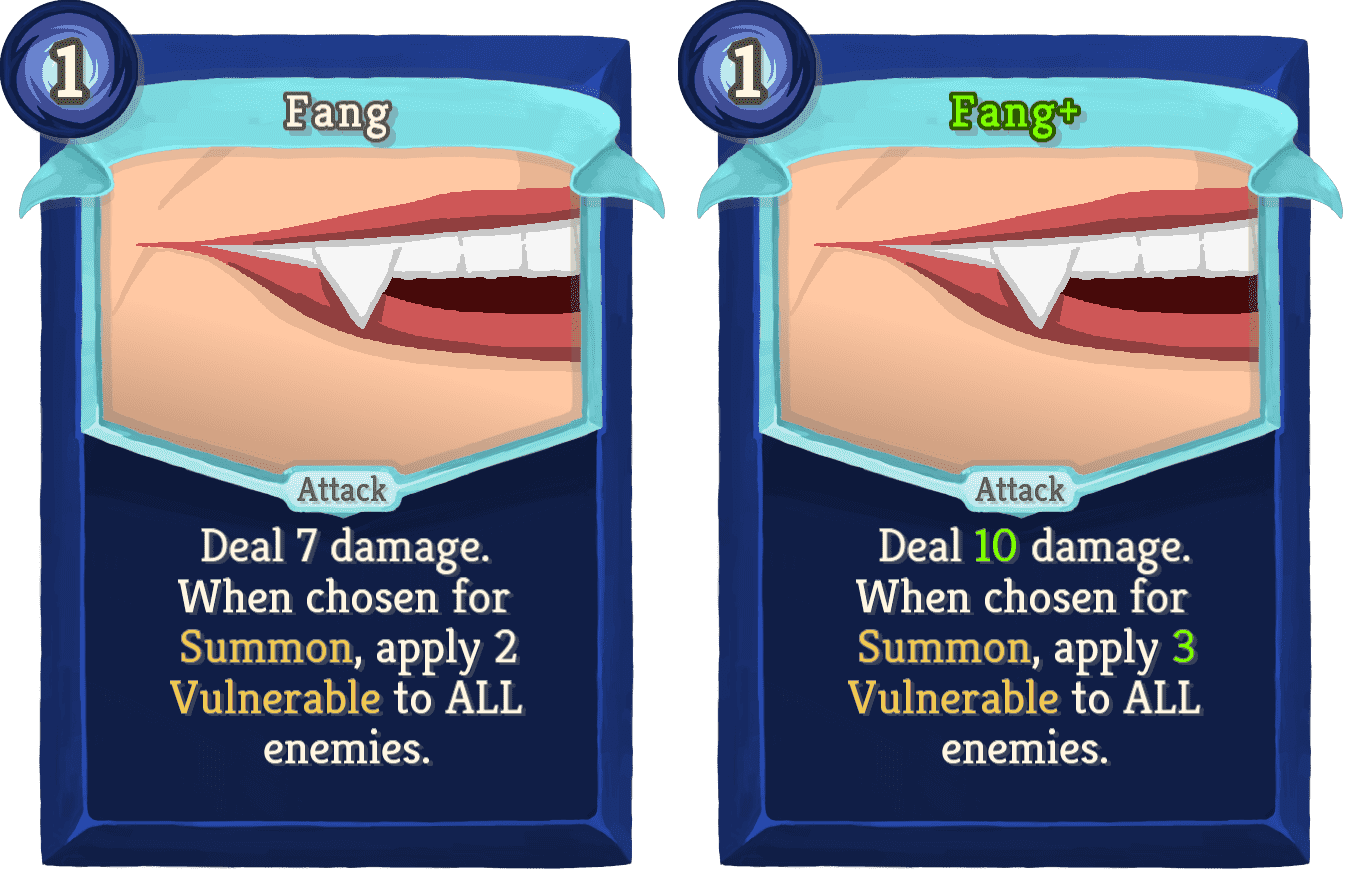 1
Fang
Attack
Deal 7 damage.
When chosen for
Summon, apply 2
Vulnerable to ALL
enemies.
1
Fang+
Attack
Deal 10 damage.
When chosen for
Summon, apply 3
Vulnerable to ALL
enemies.